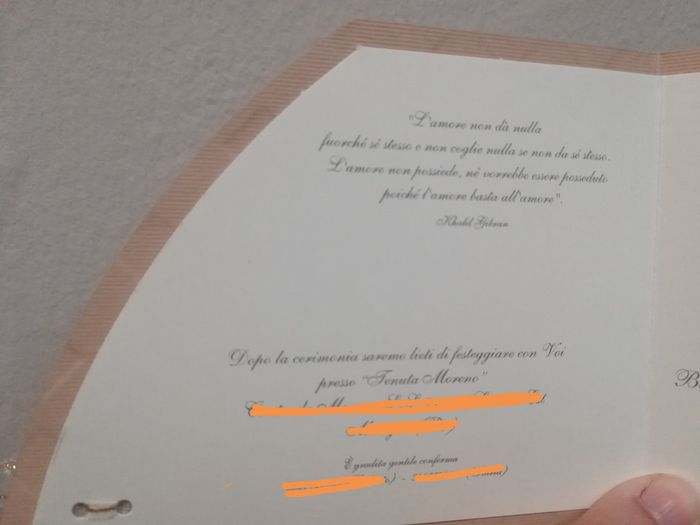 "L'amore non dà nulla
fuorché sé stesso e non coglie nulla se non da sé stesso.
L'amore non possiede, né vorrebbe essere posseduto
poiché l'amore basta all'amore".
Khalil Gibran
Dopo la cerimonia saremo lieti di festeggiare con Voi
presso "Tenuta Moreno"
È gradita gentile conferma